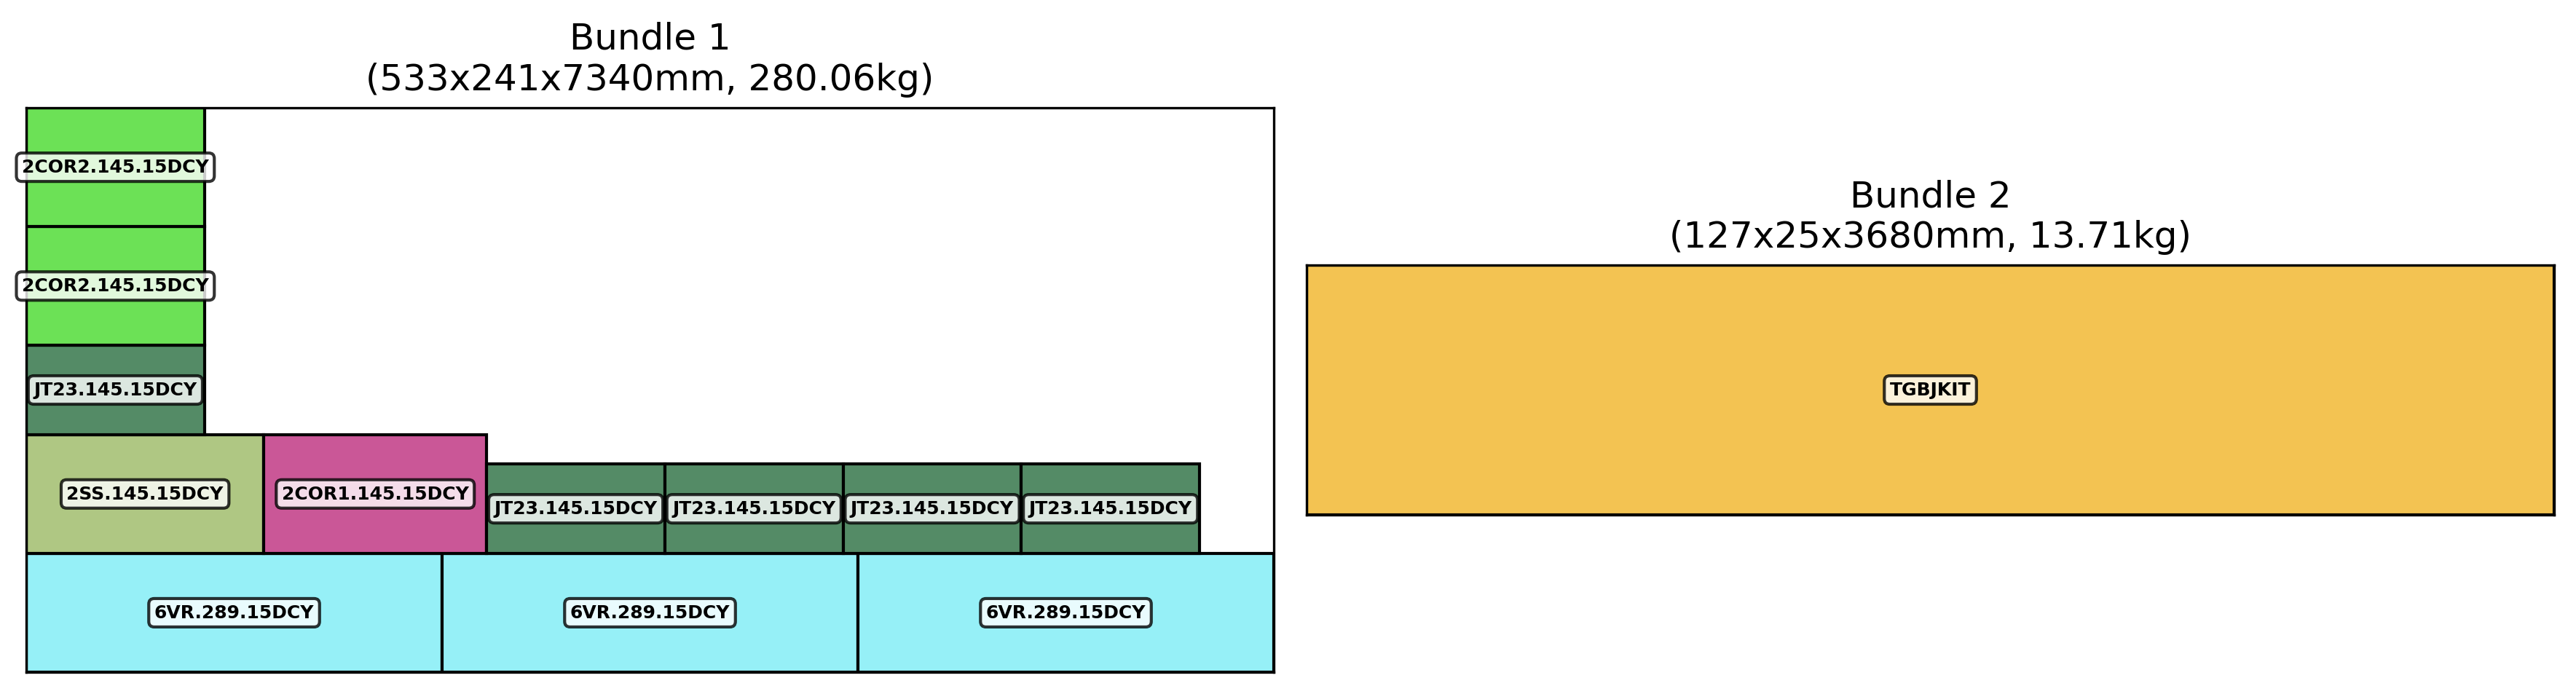 Bundle 1
(533x241x7340mm, 280.06kg)
2COR2.145.15DCY
2COR2.145.15DCY
JT23.145.15DCY
2SS.145.15DCY
2COR1.145.15DCY
JT23.145.15DCY
JT23.145.15DCY
JT23.145.15DCY
JT23.145.15DCY
6VR.289.15DCY
6VR.289.15DCY
6VR.289.15DCY
Bundle 2
(127x25x3680mm, 13.71kg)
TGBJKIT